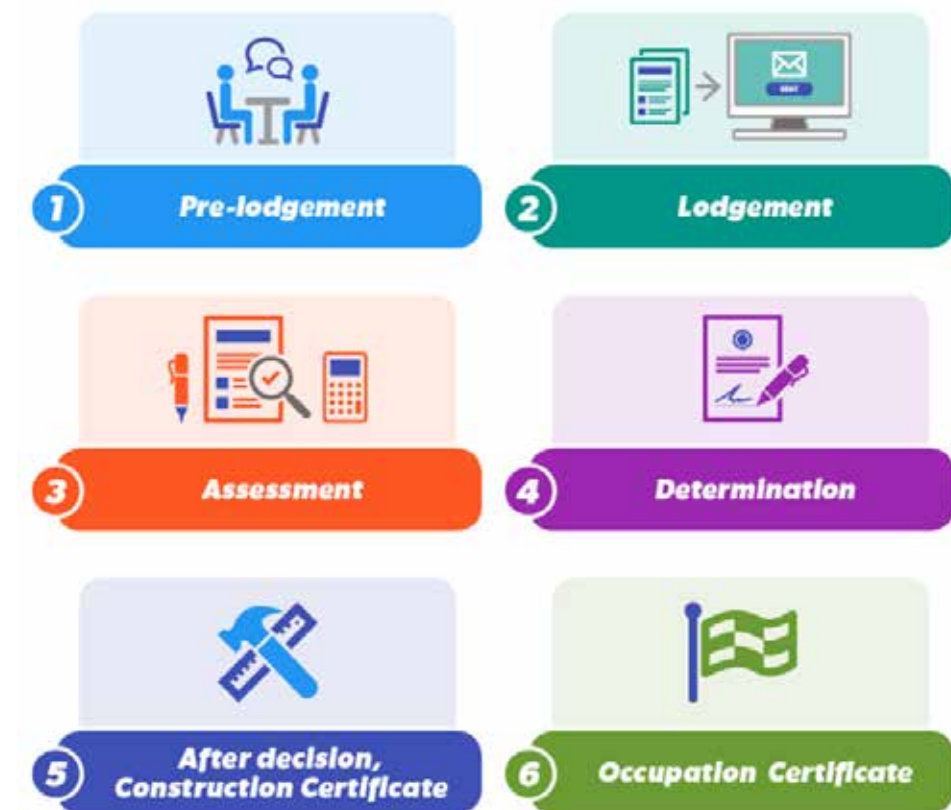 1
Pre-lodgement
2
Lodgement
3
Assessment
4
Determination
5
After decision,
Construction Certificate
6
Occupation Certificate